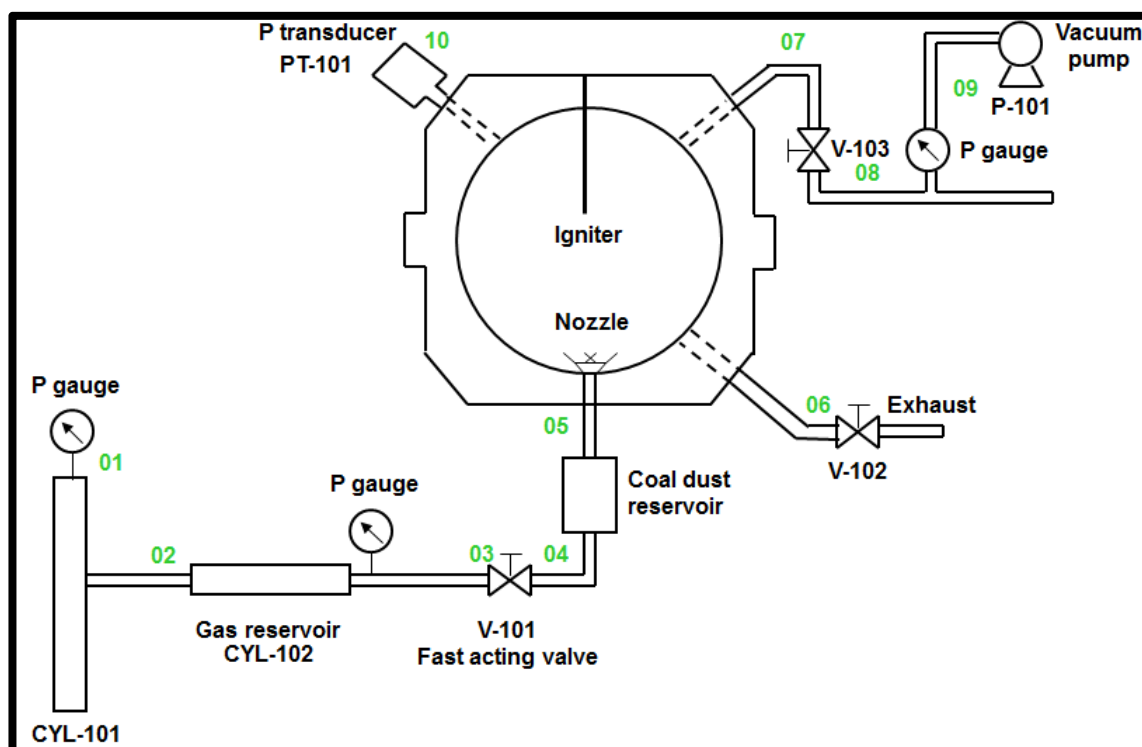 P transducer
PT-101
10
07
Vacuum
pump
09
P-101
V-103
P gauge
08
Igniter
Nozzle
P gauge
01
05
06
Exhaust
V-102
Coal dust
reservoir
P gauge
02
03
04
Gas reservoir
CYL-102
V-101
Fast acting valve
CYL-101